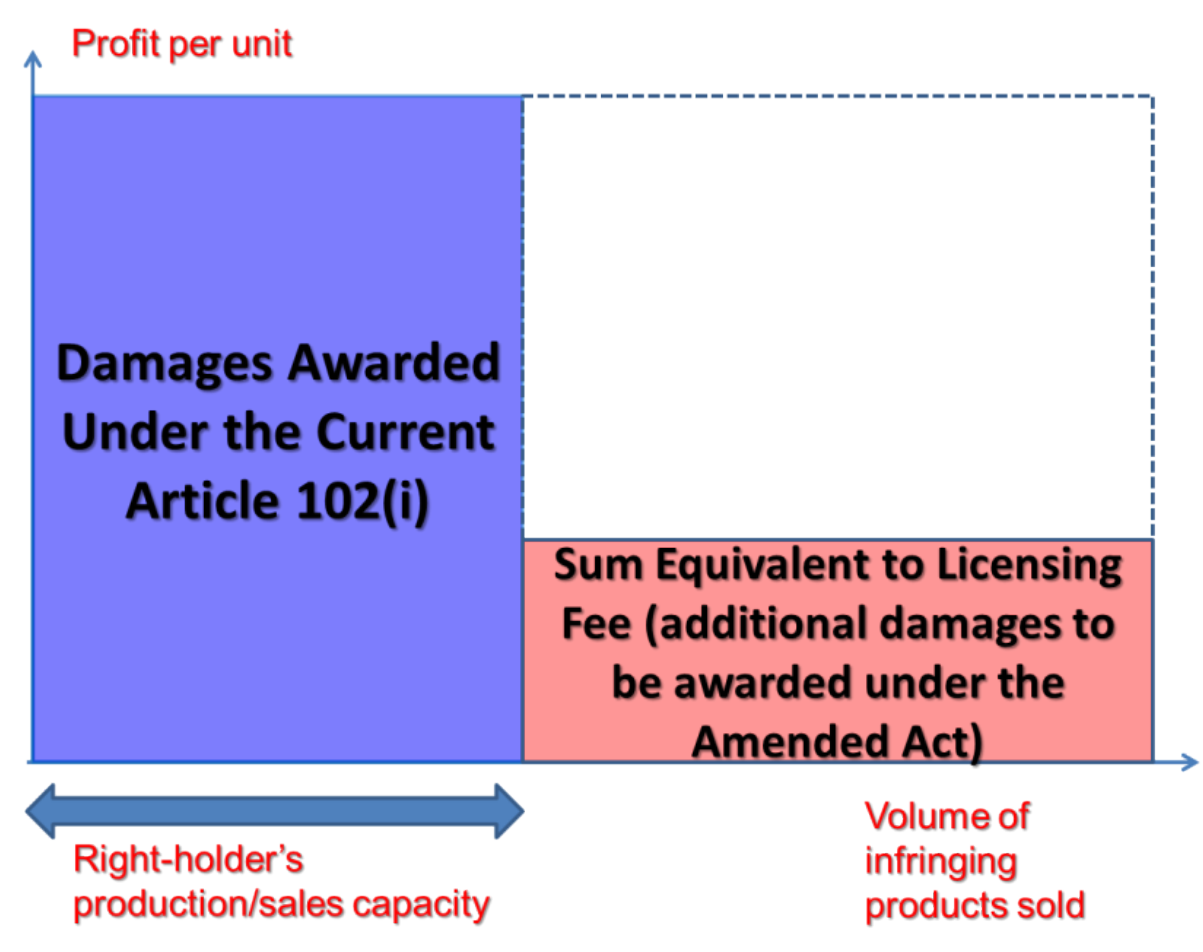 Profit per unit
Damages Awarded
Under the Current
Article 102(i)
Sum Equivalent to Licensing
Fee (additional damages to
be awarded under the
Amended Act)
Right-holder’s
production/sales capacity
Volume of
infringing
products sold